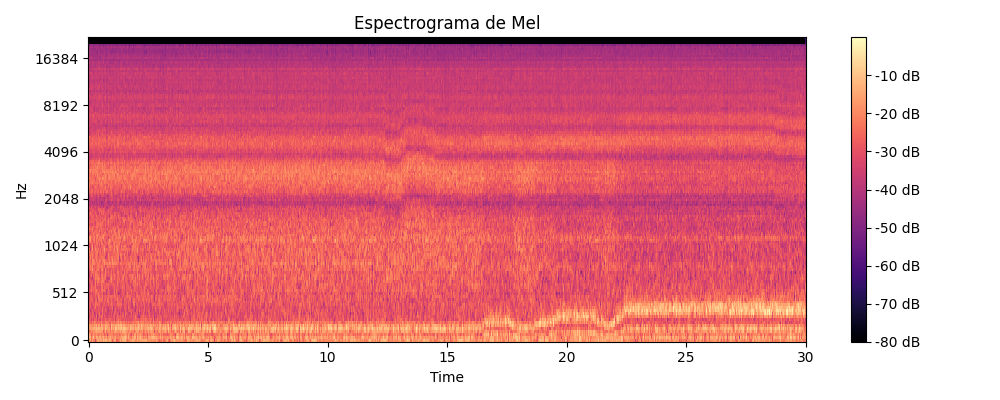 Espectrograma de Mel
Hz
16384
8192
4096
2048
1024
512
0
0 5 10 15 20 25 30
Time
-10 dB
-20 dB
-30 dB
-40 dB
-50 dB
-60 dB
-70 dB
-80 dB